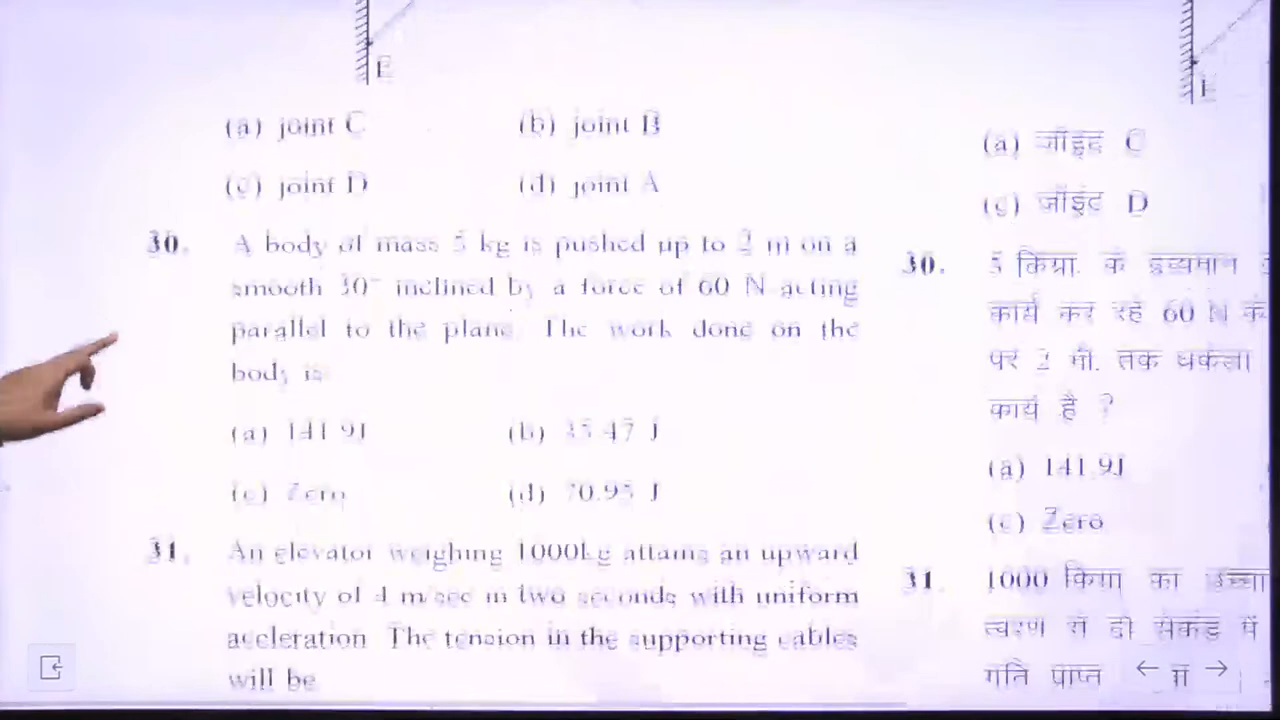 E
(a) joint C (b) joint B
(c) joint D (d) joint A
30. A body of mass 5 kg is pushed up to 2 m on a
smooth 30° inclined by a force of 60 N acting
parallel to the plane. The work done on the
body is
(a) 141.9J (b) 35.47 J
(c) Zero (d) 70.95 J
31. An elevator weighing 1000kg attains an upward
velocity of 4 m/sec in two seconds with uniform
accleration. The tension in the supporting cables
will be
(a) जॉइंट C
(c) जॉइंट D
30. 5 किग्रा. के द्रव्यमान
कार्य कर रहे 60 N के
पर 2 मी. तक धकेला
कार्य है ?
(a) 141.9J
(c) Zero
31. 1000 किग्रा का
त्वरण से दो सेकंड में
गति प्राप्त